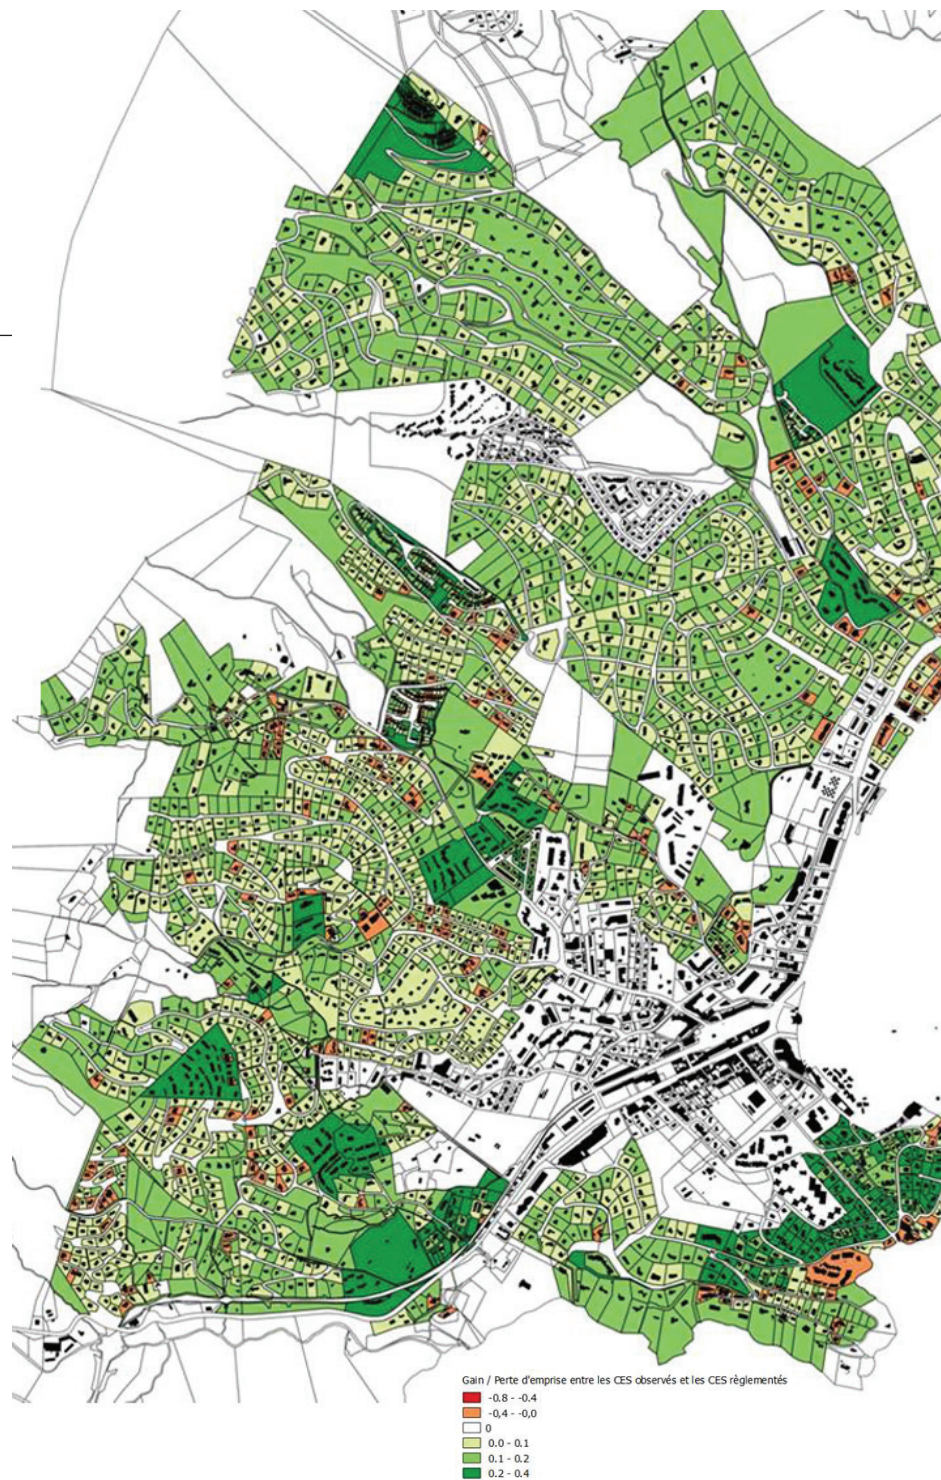 Gain / Perte d'emprise entre les CES observés et les CES règlementés
-0.8 - -0.4
-0,4 - -0,0
0
0.0 - 0.1
0.1 - 0.2
0.2 - 0.4